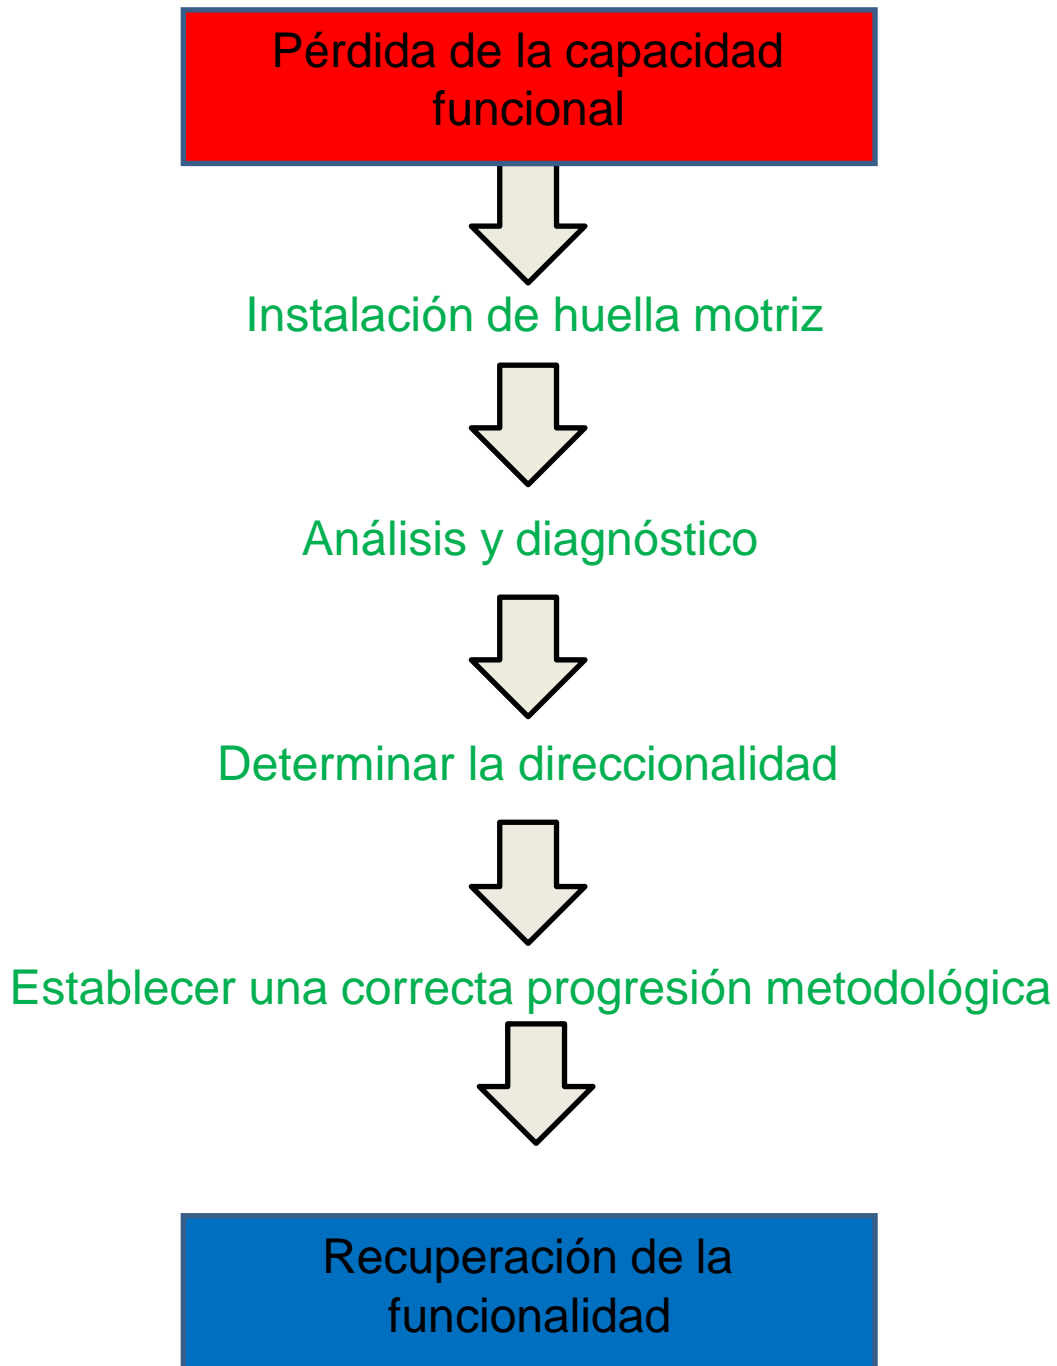 Pérdida de la capacidad
funcional
Instalación de huella motriz
Análisis y diagnóstico
Determinar la direccionalidad
Establecer una correcta progresión metodológica
Recuperación de la
funcionalidad